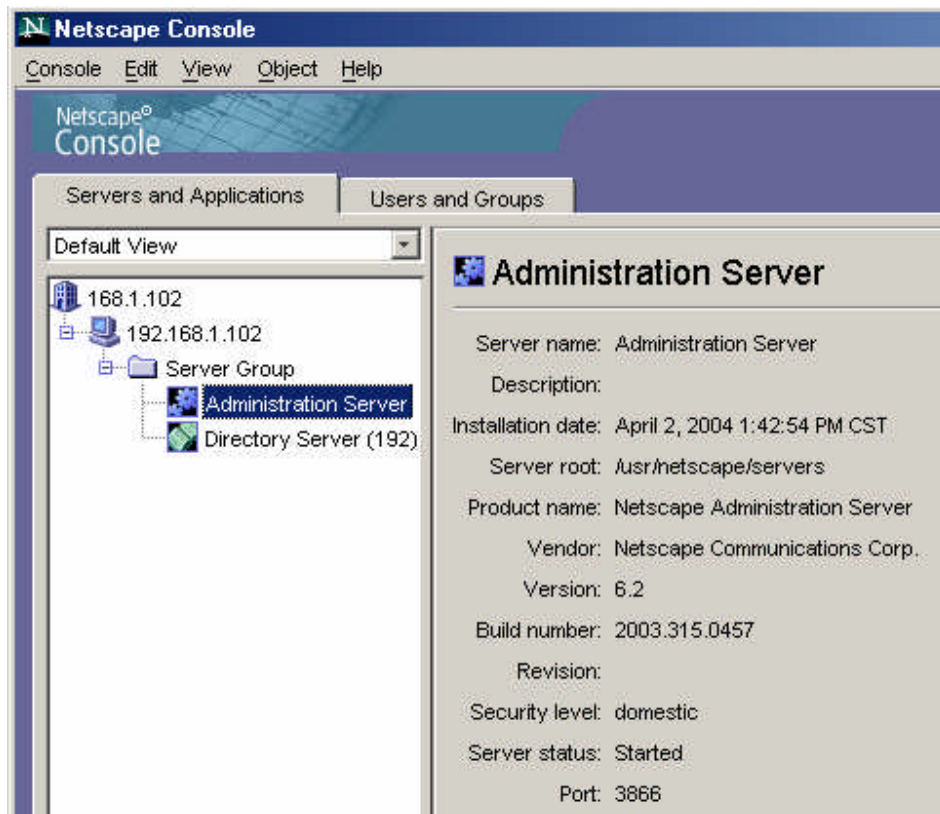 Netscape Console
Console Edit View Object Help
Netscape®
Console
Servers and Applications
Users and Groups
Default View
168.1.102
192.168.1.102
Server Group
Administration Server
Directory Server (192)
Administration Server
Server name: Administration Server
Description:
Installation date: April 2, 2004 1:42:54 PM CST
Server root: /usr/netscape/servers
Product name: Netscape Administration Server
Vendor: Netscape Communications Corp.
Version: 6.2
Build number: 2003.315.0457
Revision:
Security level: domestic
Server status: Started
Port: 3866